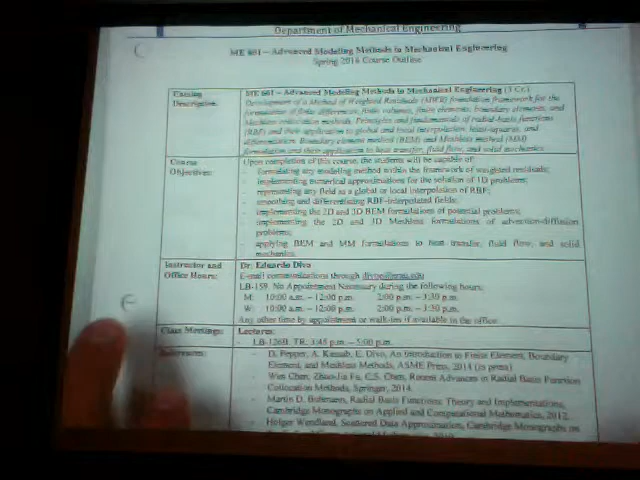 Department of Mechanical Engineering
ME 661 – Advanced Modeling Methods in Mechanical Engineering
Spring 2016 Course Outline
Catalog Description:
ME 661 – Advanced Modeling Methods in Mechanical Engineering (3 Cr.)
Development of a Method of Weighted Residuals (MWR) foundation framework for the
formulation of finite differences, finite volumes, finite elements, boundary elements, and
Meshless collocation methods. Principles and fundamentals of radial-basis functions
(RBF) and their application to global and local interpolation, least-squares, and
differentiation. Boundary element method (BEM) and Meshless method (MM)
formulation and their application to heat transfer, fluid flow, and solid mechanics.
Course Objectives:
Upon completion of this course, the students will be capable of:
- formulating any modeling method within the framework of weighted residuals;
- implementing numerical approximations for the solution of 1D problems;
- representing any field as a global or local interpolation of RBF;
- smoothing and differentiating RBF-interpolated fields;
- implementing the 2D and 3D BEM formulations of potential problems;
- implementing the 2D and 3D Meshless formulations of advection-diffusion
problems;
- applying BEM and MM formulations to heat transfer, fluid flow, and solid
mechanics.
Instructor and Office Hours:
Dr. Eduardo Divo
E-mail communications through
LB-159. No Appointment Necessary during the following hours:
M: 10:00 a.m. – 12:00 p.m. 2:00 p.m. – 3:30 p.m.
W: 10:00 a.m. – 12:00 p.m. 2:00 p.m. – 3:30 p.m.
Any other time by appointment or walk-ins if available in the office.
Class Meetings:
Lectures:
- LB-126B, TR: 3:45 p.m. – 5:00 p.m.
References:
- D. Pepper, A. Kassab, E. Divo, An Introduction to Finite Element, Boundary
Element, and Meshless Methods, ASME Press, 2014 (in press)
- Wen Chen, Zhuo-Jia Fu, C.S. Chen, Recent Advances in Radial Basis Function
Collocation Methods, Springer, 2014.
- Martin D. Buhmann, Radial Basis Functions: Theory and Implementations,
Cambridge Monographs on Applied and Computational Mathematics, 2012.
- Holger Wendland, Scattered Data Approximation, Cambridge Monographs on